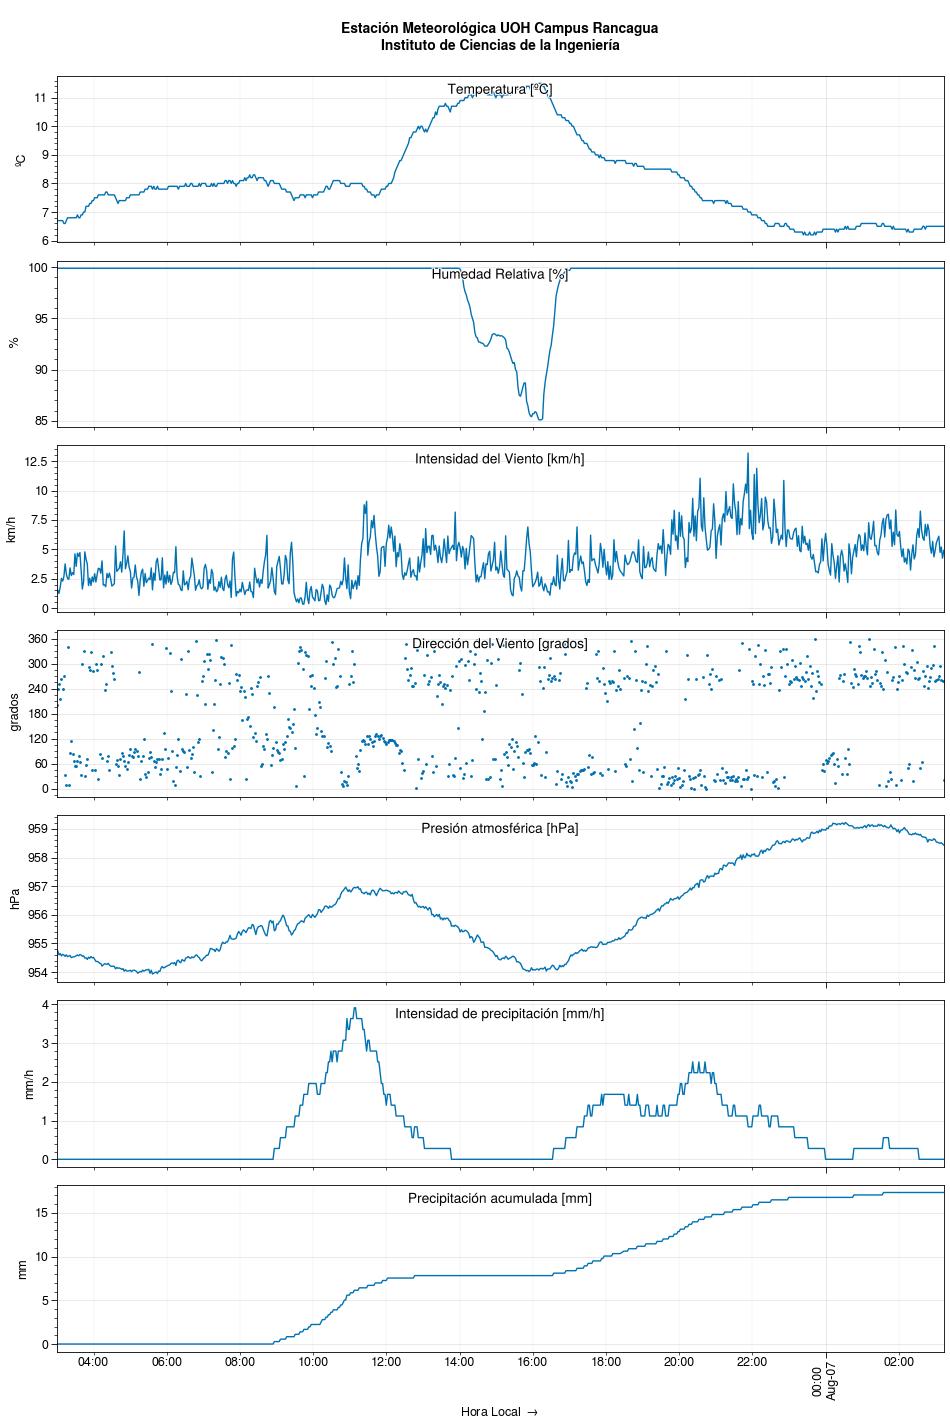 Estación Meteorológica UOH Campus Rancagua
Instituto de Ciencias de la Ingeniería
Temperatura [ºC]
ºC
11
10
9
8
7
6
Humedad Relativa [%]
%
100
95
90
85
Intensidad del Viento [km/h]
km/h
12.5
10
7.5
5
2.5
0
Dirección del Viento [grados]
grados
360
300
240
180
120
60
0
Presión atmosférica [hPa]
hPa
959
958
957
956
955
954
Intensidad de precipitación [mm/h]
mm/h
4
3
2
1
0
Precipitación acumulada [mm]
mm
15
10
5
0
04:00 06:00 08:00 10:00 12:00 14:00 16:00 18:00 20:00 22:00 00:00 02:00
Aug-07
Hora Local →